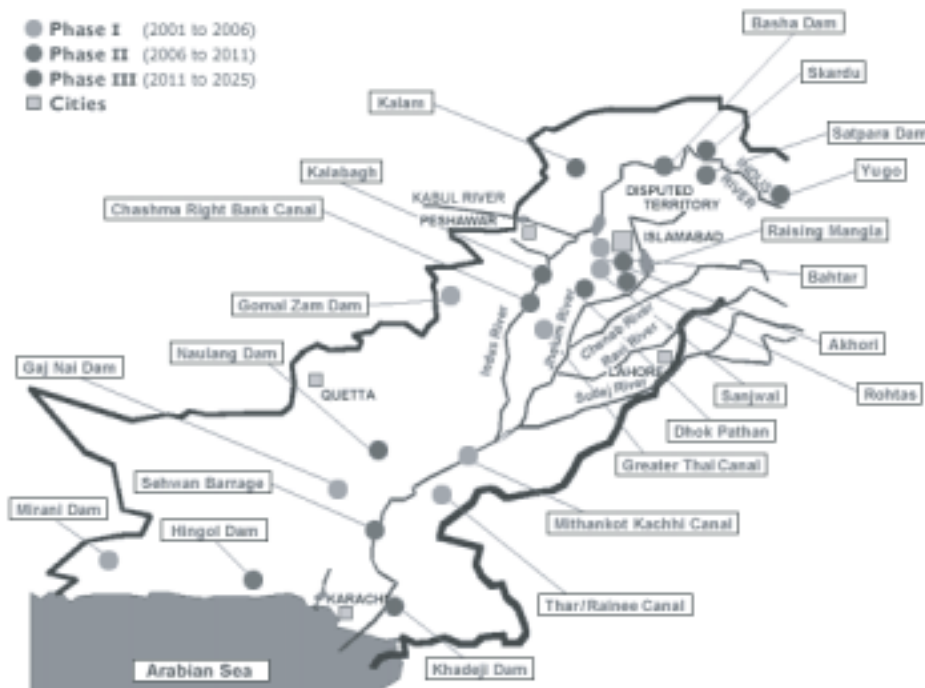 Phase I (2001 to 2006)
Phase II (2006 to 2011)
Phase III (2011 to 2025)
Cities
Basha Dam
Skardu
Kalam
Satpara Dam
Kalabagh
Yugo
INDUS RIVER
KABUL RIVER
DISPUTED TERRITORY
Chashma Right Bank Canal
PESHAWAR
ISLAMABAD
Raising Mangla
Bahtar
Gomal Zam Dam
Indus River
Jhelum River
Chenab River
Ravi River
Akhori
Naulang Dam
Gaj Nai Dam
LAHORE
QUETTA
Sutlej River
Sanjwal
Rohtas
Dhok Pathan
Greater Thal Canal
Sehwan Barrage
Mirani Dam
Hingol Dam
Mithankot Kachhi Canal
KARACHI
Thar/Rainee Canal
Arabian Sea
Khadeji Dam